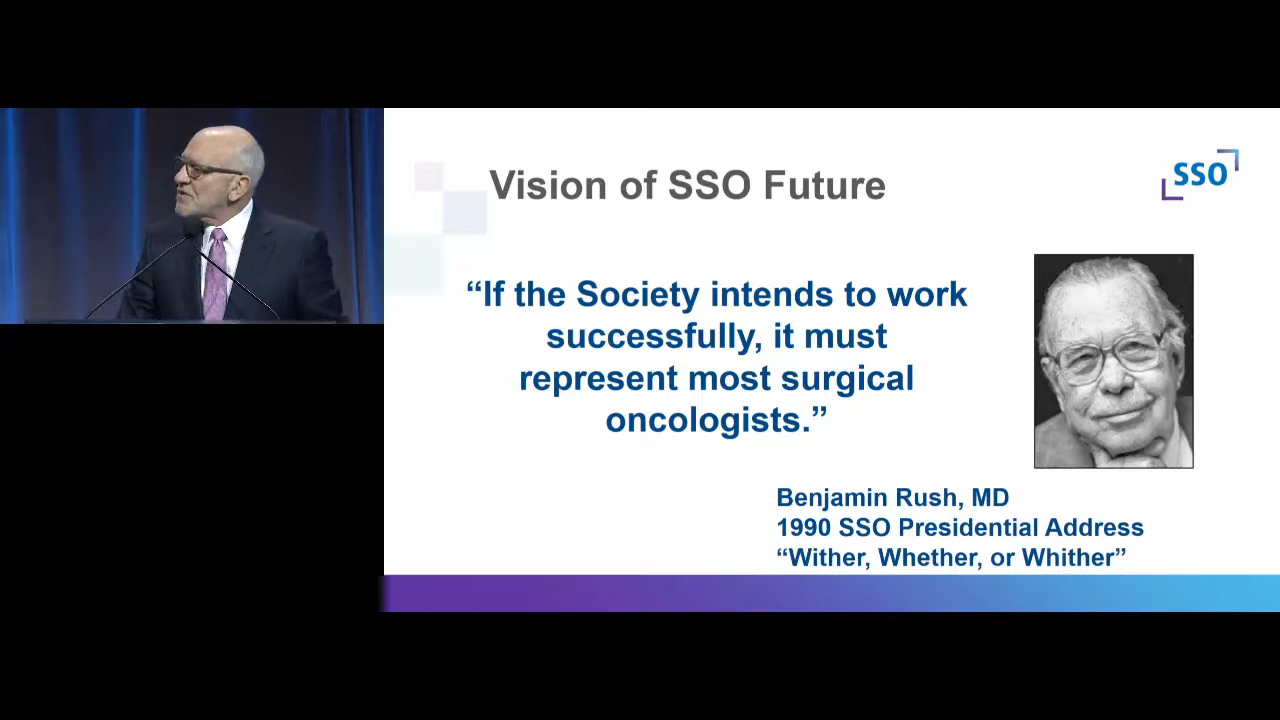 Vision of SSO Future
SSO
“If the Society intends to work
successfully, it must
represent most surgical
oncologists.”
Benjamin Rush, MD
1990 SSO Presidential Address
“Wither, Whether, or Whither”